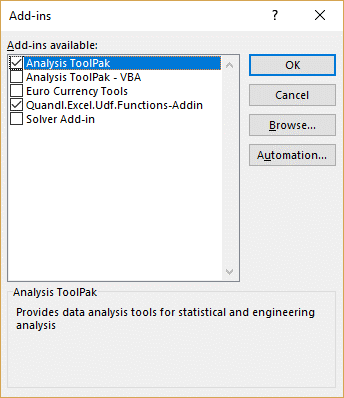 Add-ins
?
Add-ins available:
Analysis ToolPak
Analysis ToolPak - VBA
Euro Currency Tools
Quandl.Excel.Udf.Functions-Addin
Solver Add-in
OK
Cancel
Browse...
Automation...
Analysis ToolPak
Provides data analysis tools for statistical and engineering
analysis